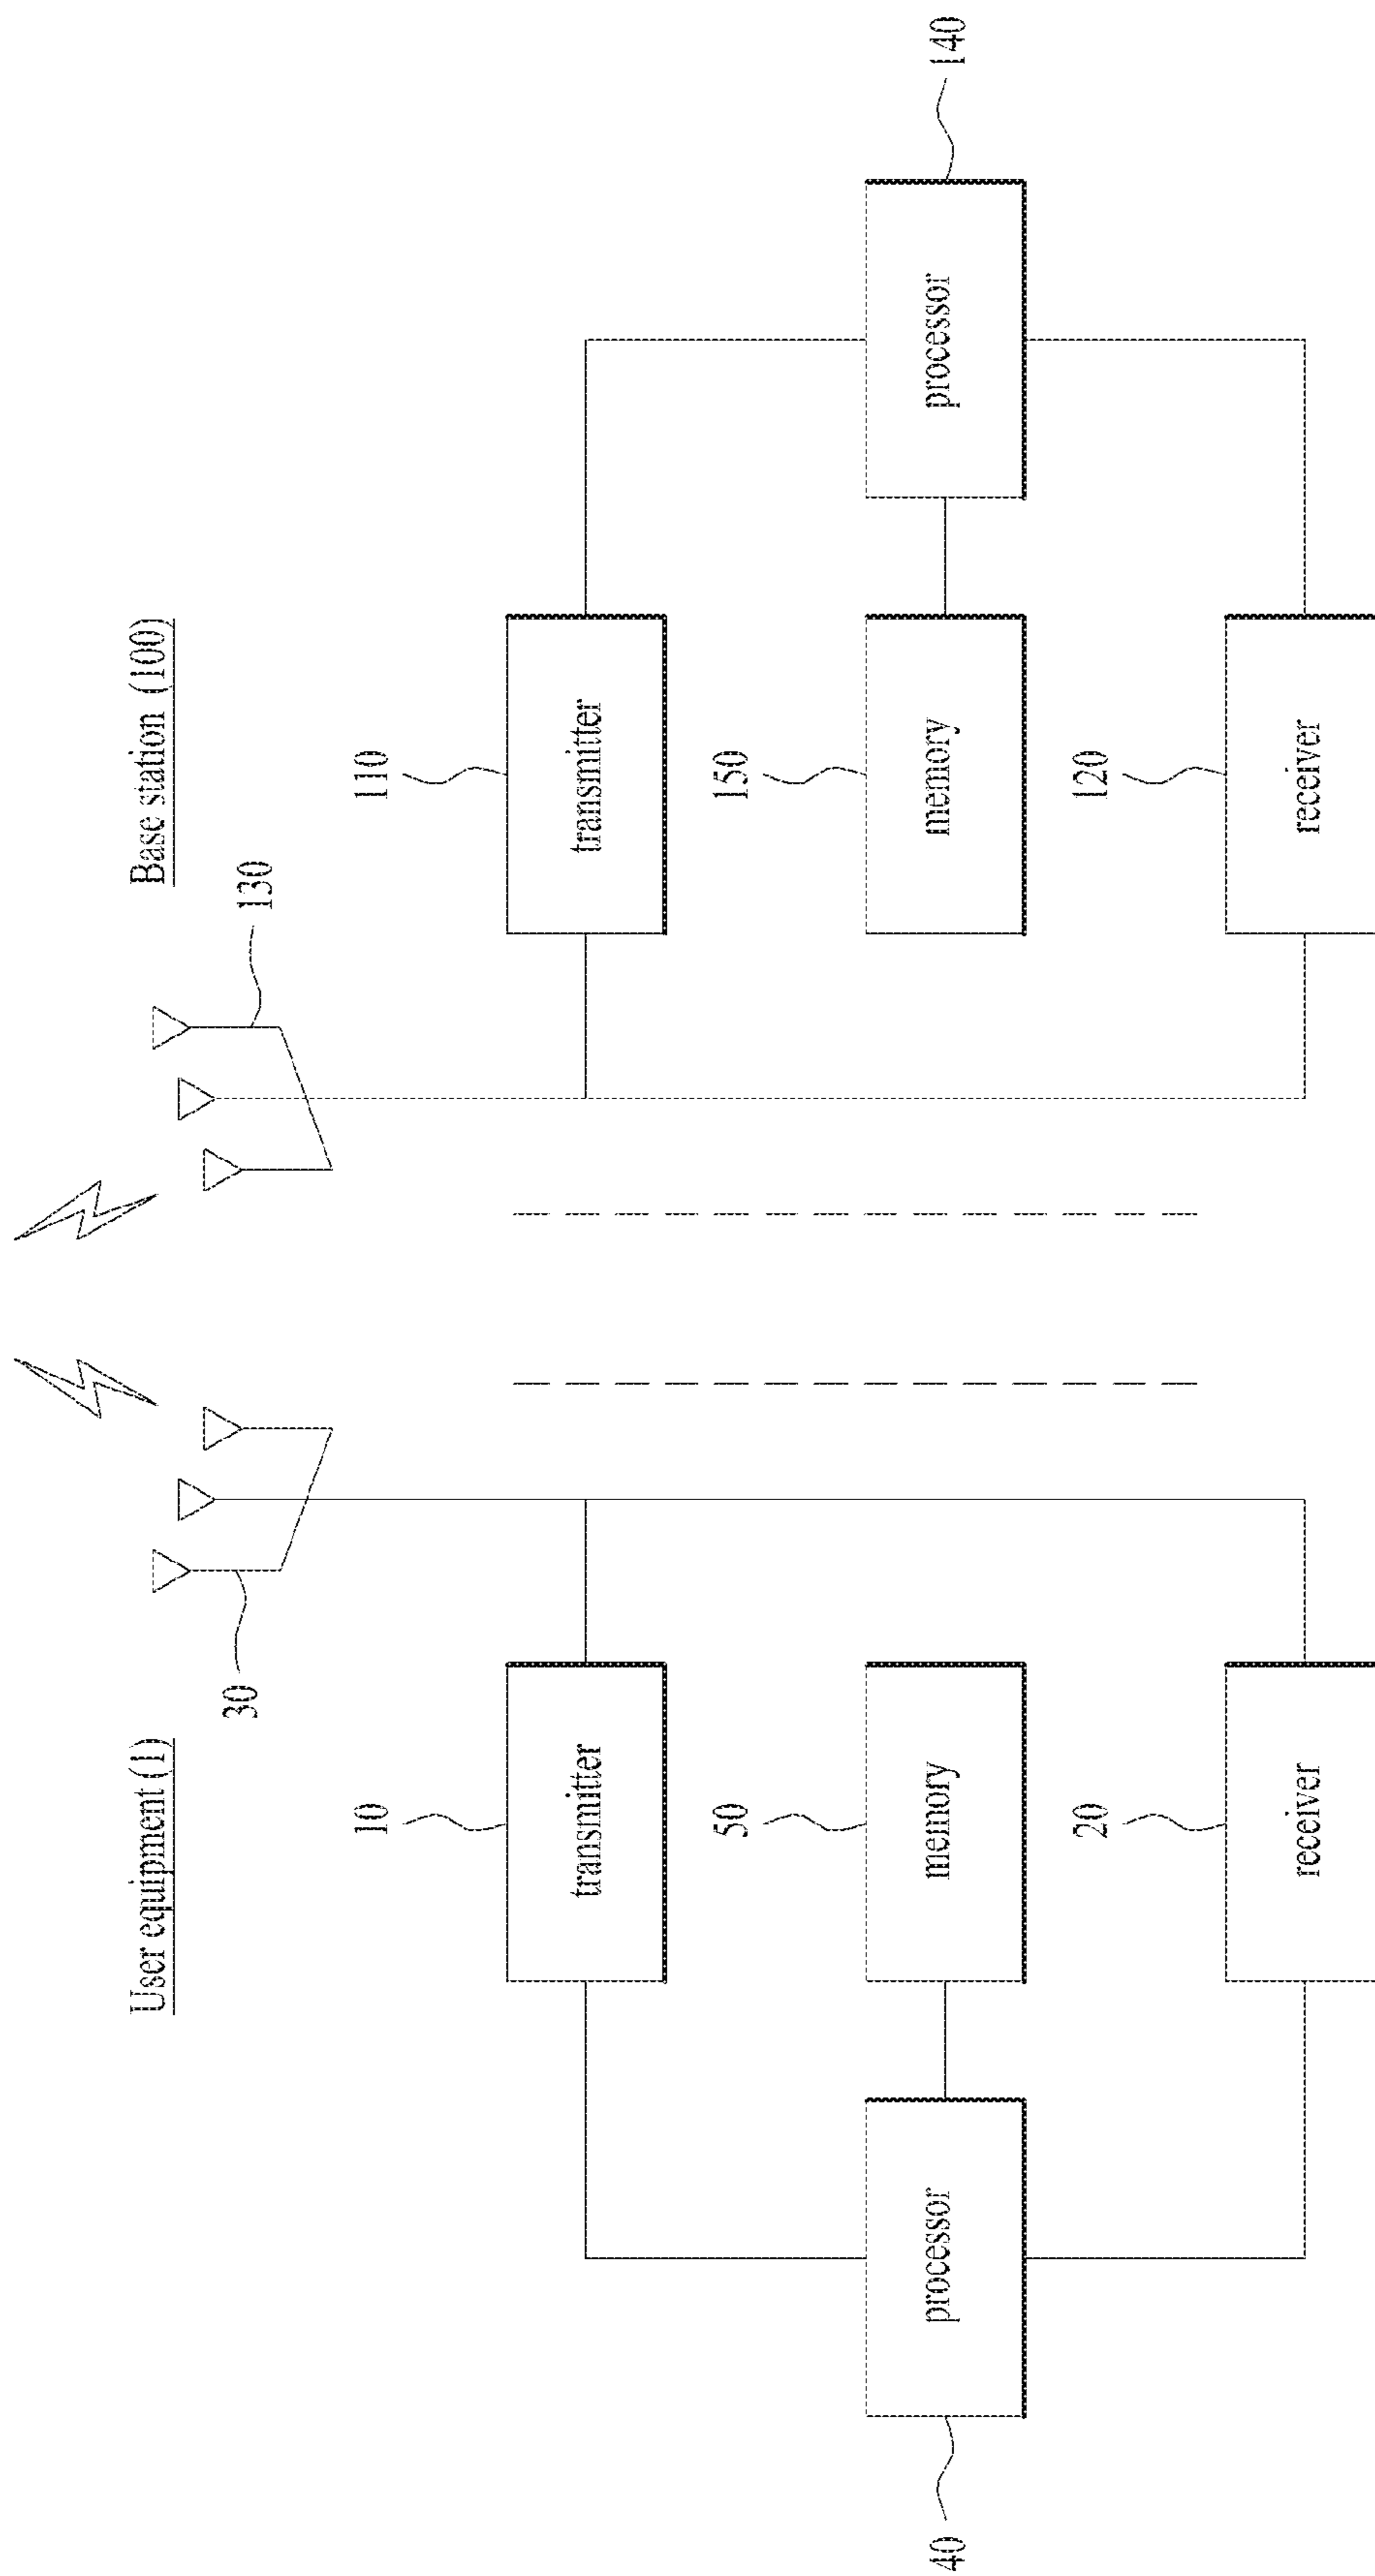 User equipment (1)
Base station (100)
30
130
10
transmitter
110
transmitter
40
processor
50
memory
150
memory
processor
140
20
receiver
120
receiver